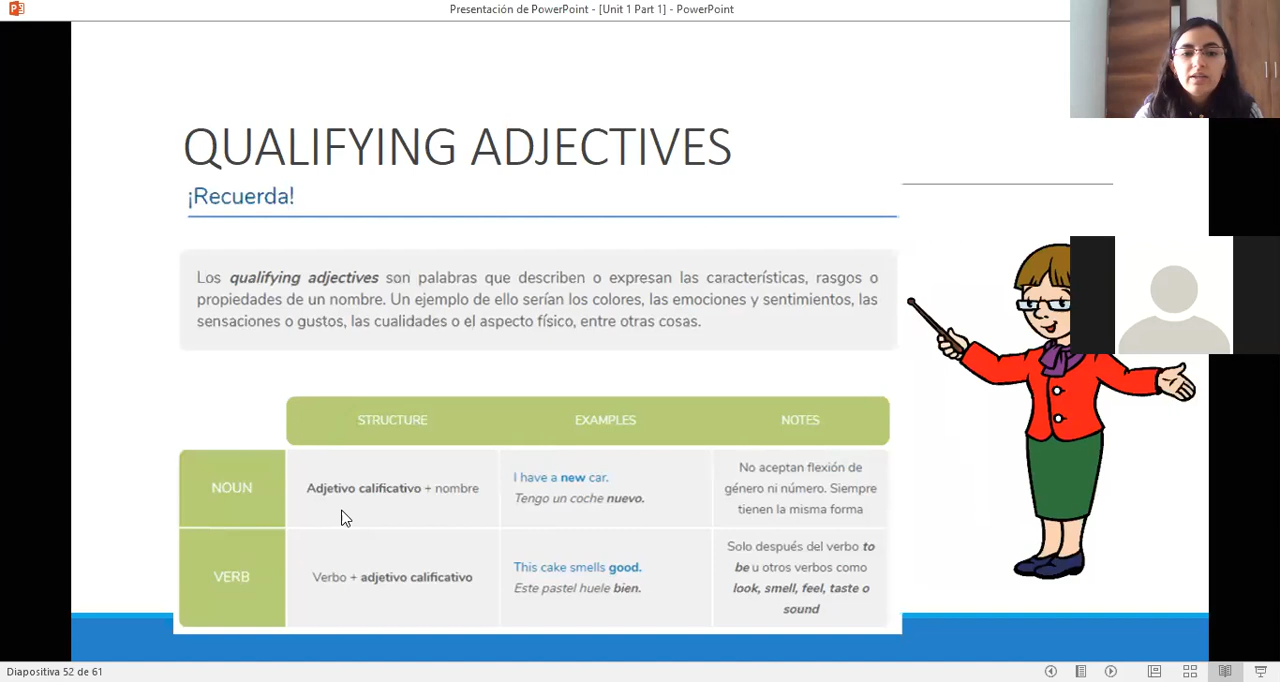 Presentación de PowerPoint - [Unit 1 Part 1] - PowerPoint
QUALIFYING ADJECTIVES
¡Recuerda!
Los qualifying adjectives son palabras que describen o expresan las características, rasgos o
propiedades de un nombre. Un ejemplo de ello serían los colores, las emociones y sentimientos, las
sensaciones o gustos, las cualidades o el aspecto físico, entre otras cosas.
STRUCTURE EXAMPLES NOTES
NOUN
Adjetivo calificativo + nombre
I have a new car.
Tengo un coche nuevo.
No aceptan flexión de
género ni número. Siempre
tienen la misma forma
VERB
Verbo + adjetivo calificativo
This cake smells good.
Este pastel huele bien.
Solo después del verbo to
be u otros verbos como
look, smell, feel, taste o
sound
Diapositiva 52 de 61